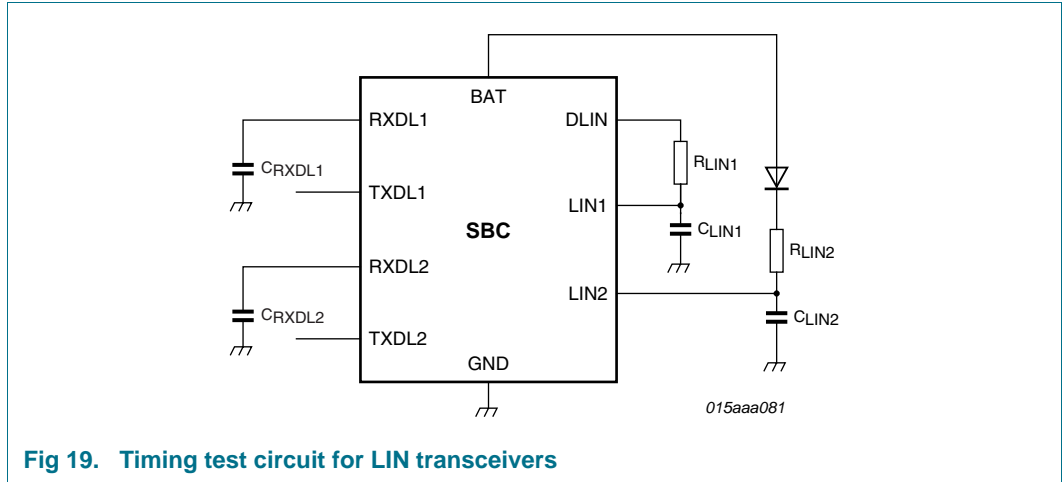 BAT
RXDL1
DLIN
CRXDL1
RLIN1
TXDL1
LIN1
SBC
CLIN1
RLIN2
RXDL2
LIN2
CRXDL2
CLIN2
TXDL2
GND
015aaa081
Fig 19. Timing test circuit for LIN transceivers